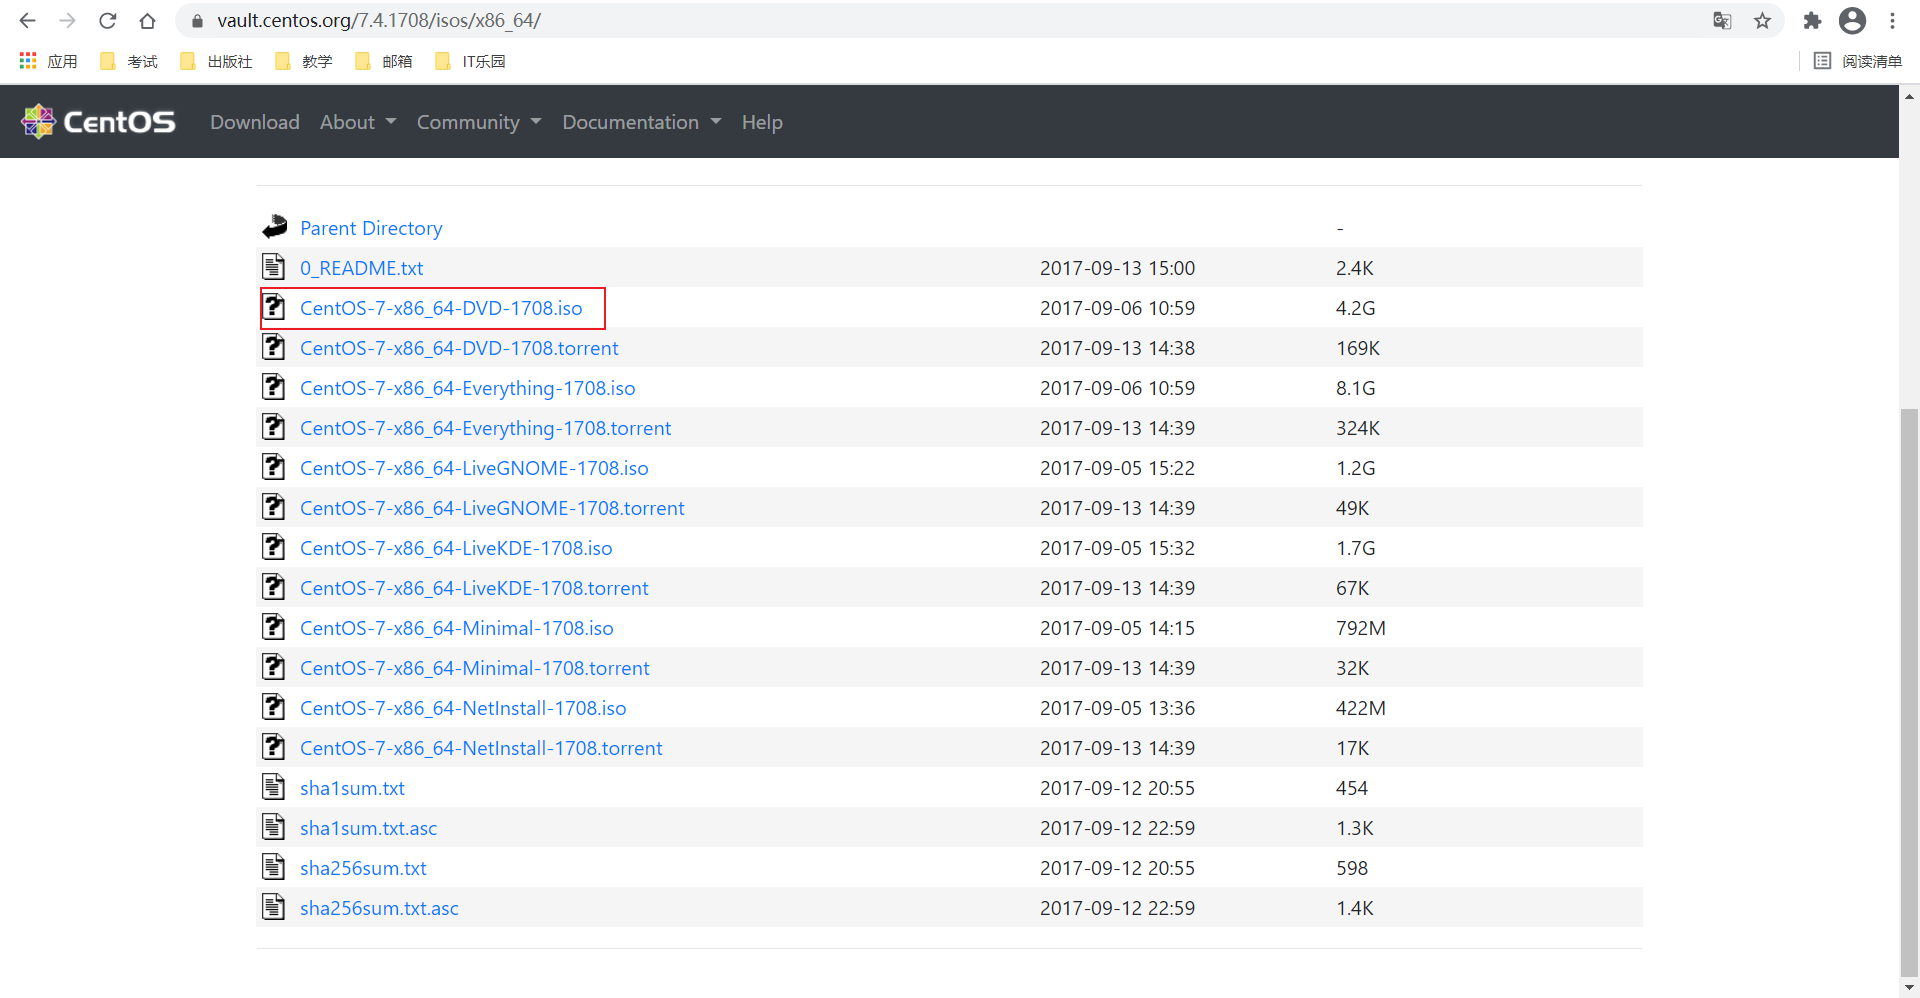 vault.centos.org/7.4.1708/isos/x86_64/
应用 考试 出版社 教学 邮箱 IT乐园 阅读清单
CentOS Download About Community Documentation Help
Parent Directory -
0_README.txt 2017-09-13 15:00 2.4K
CentOS-7-x86_64-DVD-1708.iso 2017-09-06 10:59 4.2G
CentOS-7-x86_64-DVD-1708.torrent 2017-09-13 14:38 169K
CentOS-7-x86_64-Everything-1708.iso 2017-09-06 10:59 8.1G
CentOS-7-x86_64-Everything-1708.torrent 2017-09-13 14:39 324K
CentOS-7-x86_64-LiveGNOME-1708.iso 2017-09-05 15:22 1.2G
CentOS-7-x86_64-LiveGNOME-1708.torrent 2017-09-13 14:39 49K
CentOS-7-x86_64-LiveKDE-1708.iso 2017-09-05 15:32 1.7G
CentOS-7-x86_64-LiveKDE-1708.torrent 2017-09-13 14:39 67K
CentOS-7-x86_64-Minimal-1708.iso 2017-09-05 14:15 792M
CentOS-7-x86_64-Minimal-1708.torrent 2017-09-13 14:39 32K
CentOS-7-x86_64-NetInstall-1708.iso 2017-09-05 13:36 422M
CentOS-7-x86_64-NetInstall-1708.torrent 2017-09-13 14:39 17K
sha1sum.txt 2017-09-12 20:55 454
sha1sum.txt.asc 2017-09-12 22:59 1.3K
sha256sum.txt 2017-09-12 20:55 598
sha256sum.txt.asc 2017-09-12 22:59 1.4K